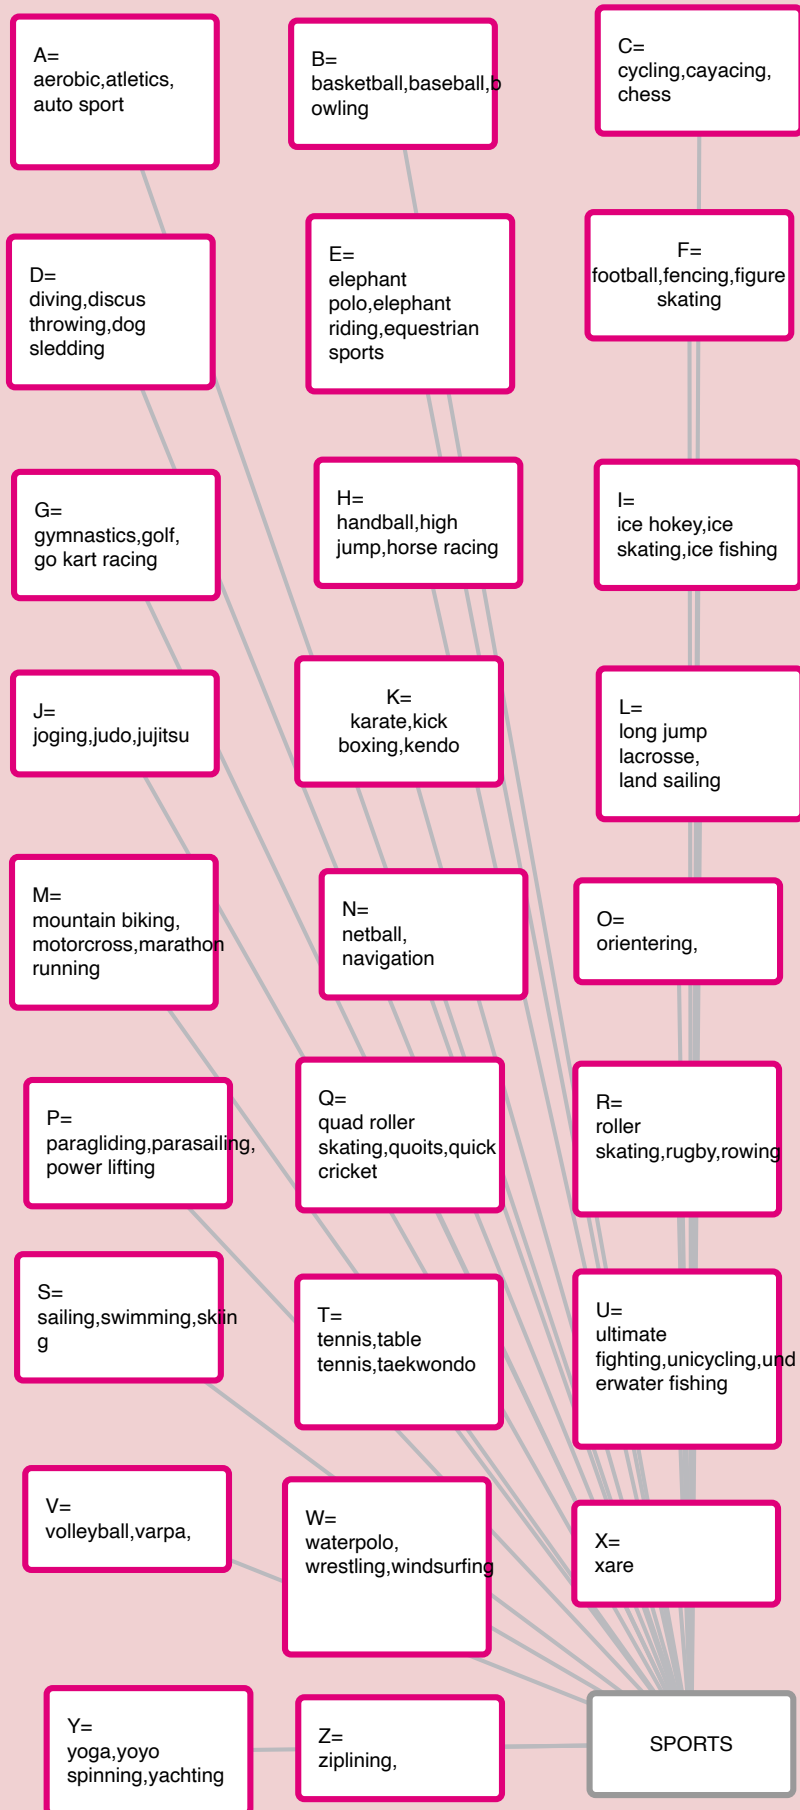 A=
aerobic,atletics,
auto sport
B=
basketball,baseball,b
owling
C=
cycling,cayacing,
chess
D=
diving,discus
throwing,dog
sledding
E=
elephant
polo,elephant
riding,equestrian
sports
F=
football,fencing,figure
skating
G=
gymnastics,golf,
go kart racing
H=
handball,high
jump,horse racing
I=
ice hokey,ice
skating,ice fishing
J=
joging,judo,jujitsu
K=
karate,kick
boxing,kendo
L=
long jump
lacrosse,
land sailing
M=
mountain biking,
motorcross,marathon
running
N=
netball,
navigation
O=
orientering,
P=
paragliding,parasailing,
power lifting
Q=
quad roller
skating,quoits,quick
cricket
R=
roller
skating,rugby,rowing
S=
sailing,swimming,skiin
g
T=
tennis,table
tennis,taekwondo
U=
ultimate
fighting,unicycling,und
erwater fishing
V=
volleyball,varpa,
W=
waterpolo,
wrestling,windsurfing
X=
xare
Y=
yoga,yoyo
spinning,yachting
Z=
ziplining,
SPORTS